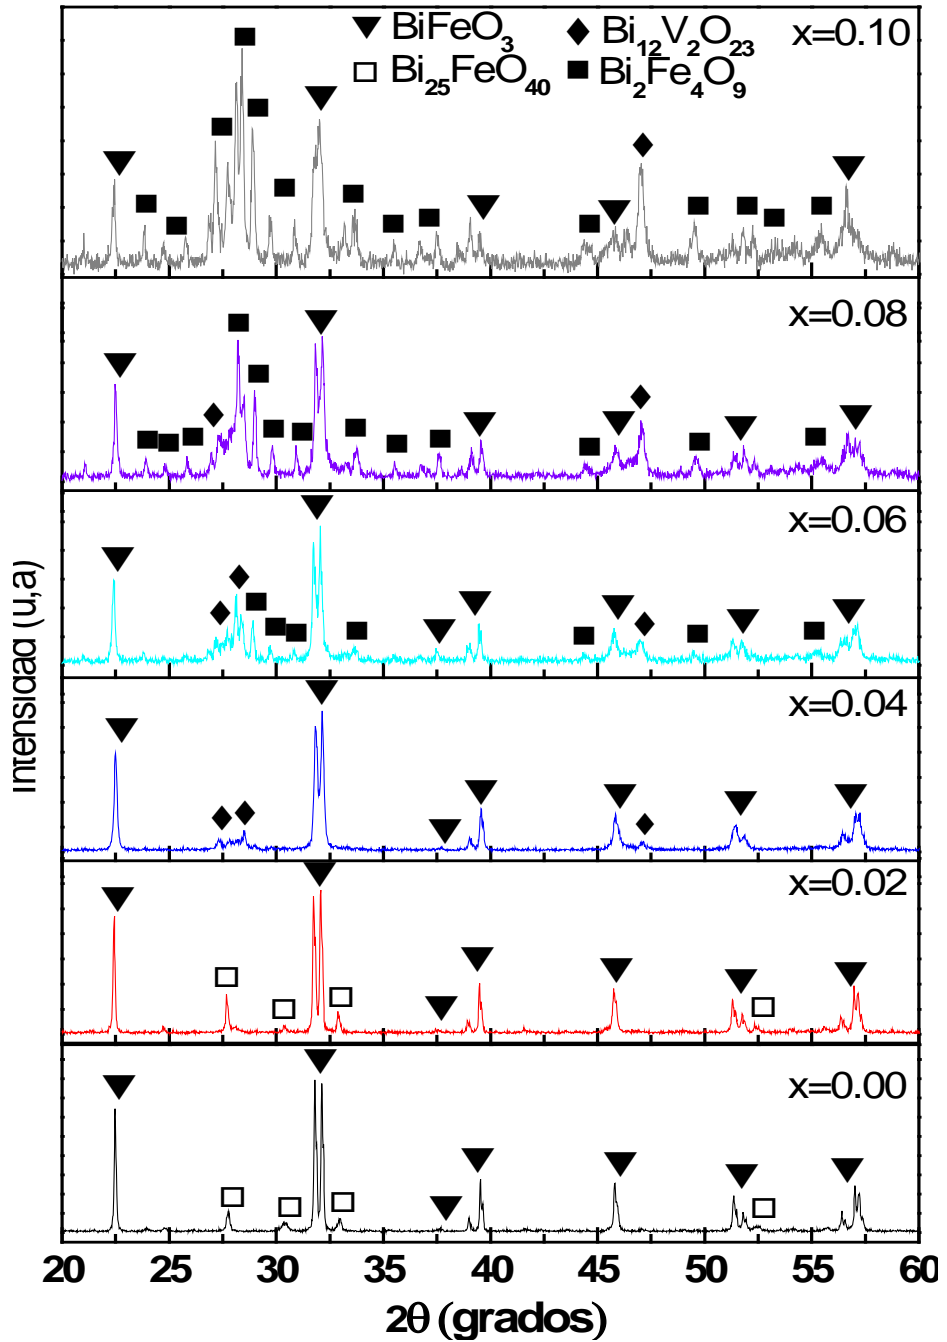 ▼ BiFeO₃ ◆ Bi₁₂V₂O₂₃ x=0.10
□ Bi₂₅FeO₄₀ ■ Bi₂Fe₄O₉
x=0.08
x=0.06
x=0.04
x=0.02
x=0.00
Intensidad (u,a)
20 25 30 35 40 45 50 55 60
2θ (grados)